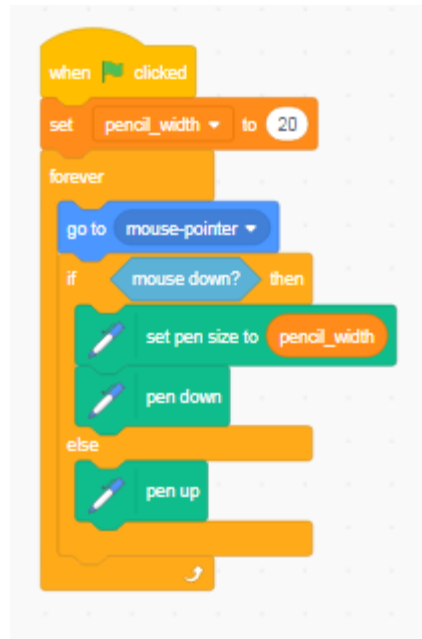 when clicked
set pencil_width to 20
forever
go to mouse-pointer
if mouse down? then
set pen size to pencil_width
pen down
else
pen up